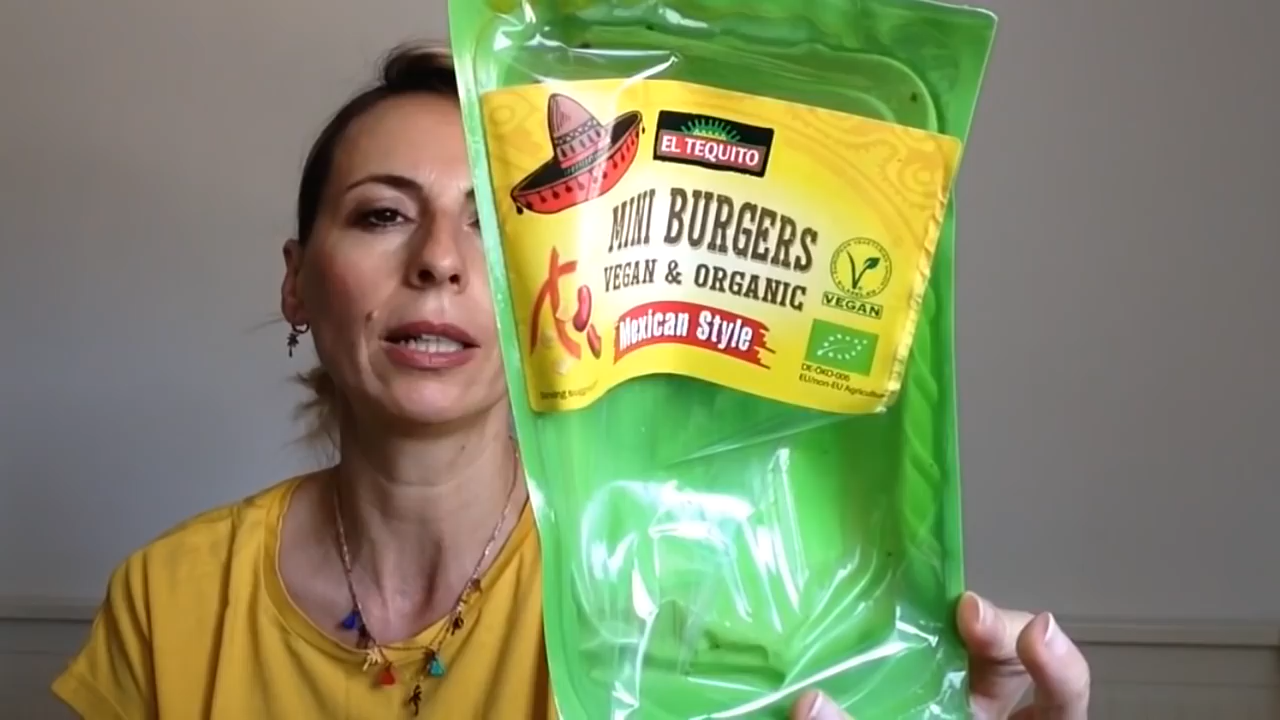 EL TEQUITO
MINI BURGERS
VEGAN & ORGANIC
VEGAN
Mexican Style
DE-ÖKO-006
EU/non-EU Agriculture